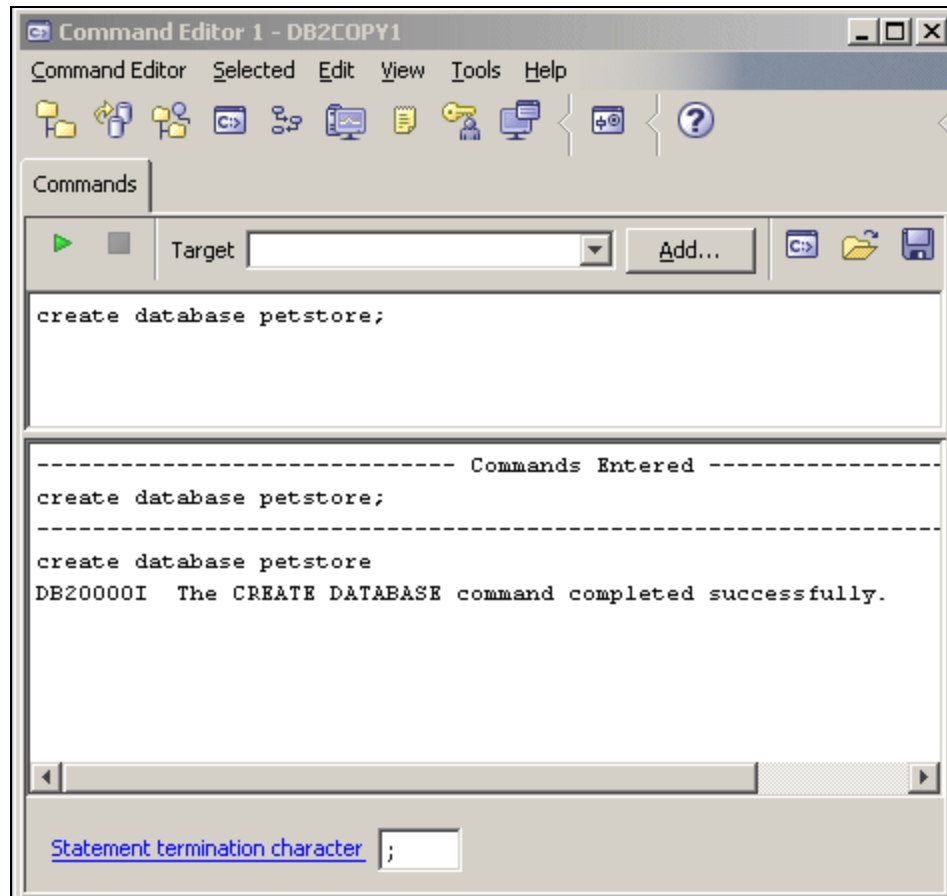 Command Editor 1 - DB2COPY1
Command Editor Selected Edit View Tools Help
Commands
Target Add...
create database petstore;
------------------------------ Commands Entered -----------------
create database petstore;
-----------------------------------------------------------------
create database petstore
DB20000I  The CREATE DATABASE command completed successfully.
Statement termination character ;